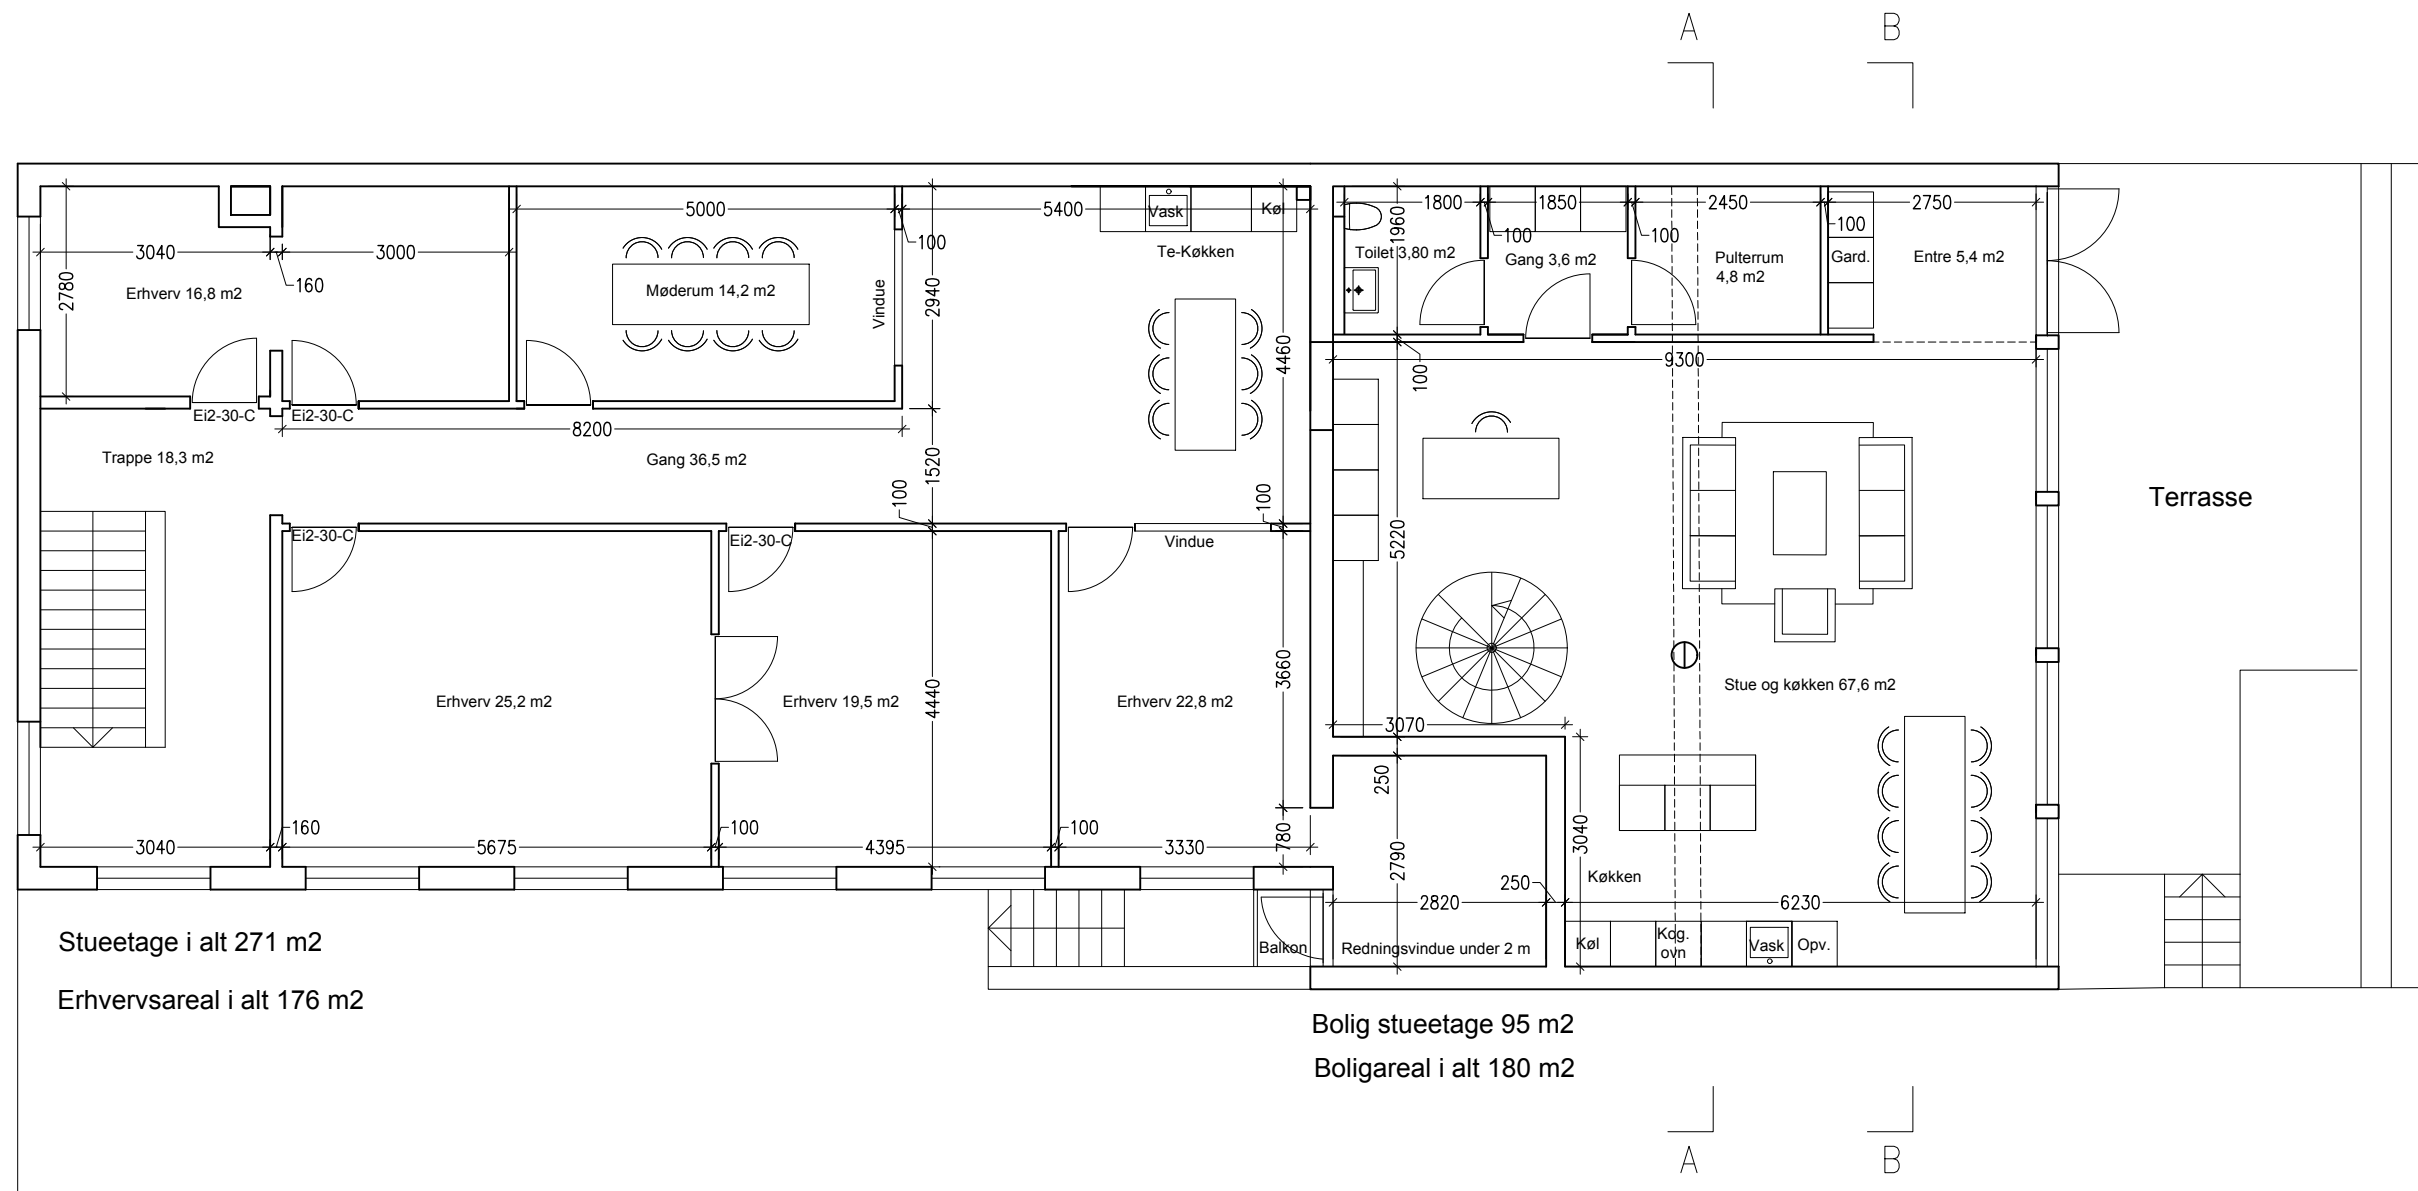 A
B
5000
5400
Vask
Køl
1800
1850
2450
2750
100
100
100
100
1960
Te-Køkken
Toilet 3,80 m2
Gang 3,6 m2
Pulterrum
4,8 m2
Gard.
Entre 5,4 m2
3040
3000
160
2780
Erhverv 16,8 m2
Møderum 14,2 m2
Vindue
2940
4460
9300
100
Ei2-30-C
Ei2-30-C
8200
Trappe 18,3 m2
Gang 36,5 m2
1520
100
100
5220
Terrasse
Ei2-30-C
Ei2-30-C
Vindue
3660
Erhverv 25,2 m2
Erhverv 19,5 m2
4440
Erhverv 22,8 m2
Stue og køkken 67,6 m2
3070
250
3040
160
100
100
780
3040
5675
4395
3330
2790
Køkken
250
2820
6230
Balkon
Redningsvindue under 2 m
Køl
Kog.
ovn
Vask
Opv.
Stueetage i alt 271 m2
Erhvervsareal i alt 176 m2
Bolig stueetage 95 m2
Boligareal i alt 180 m2
A
B